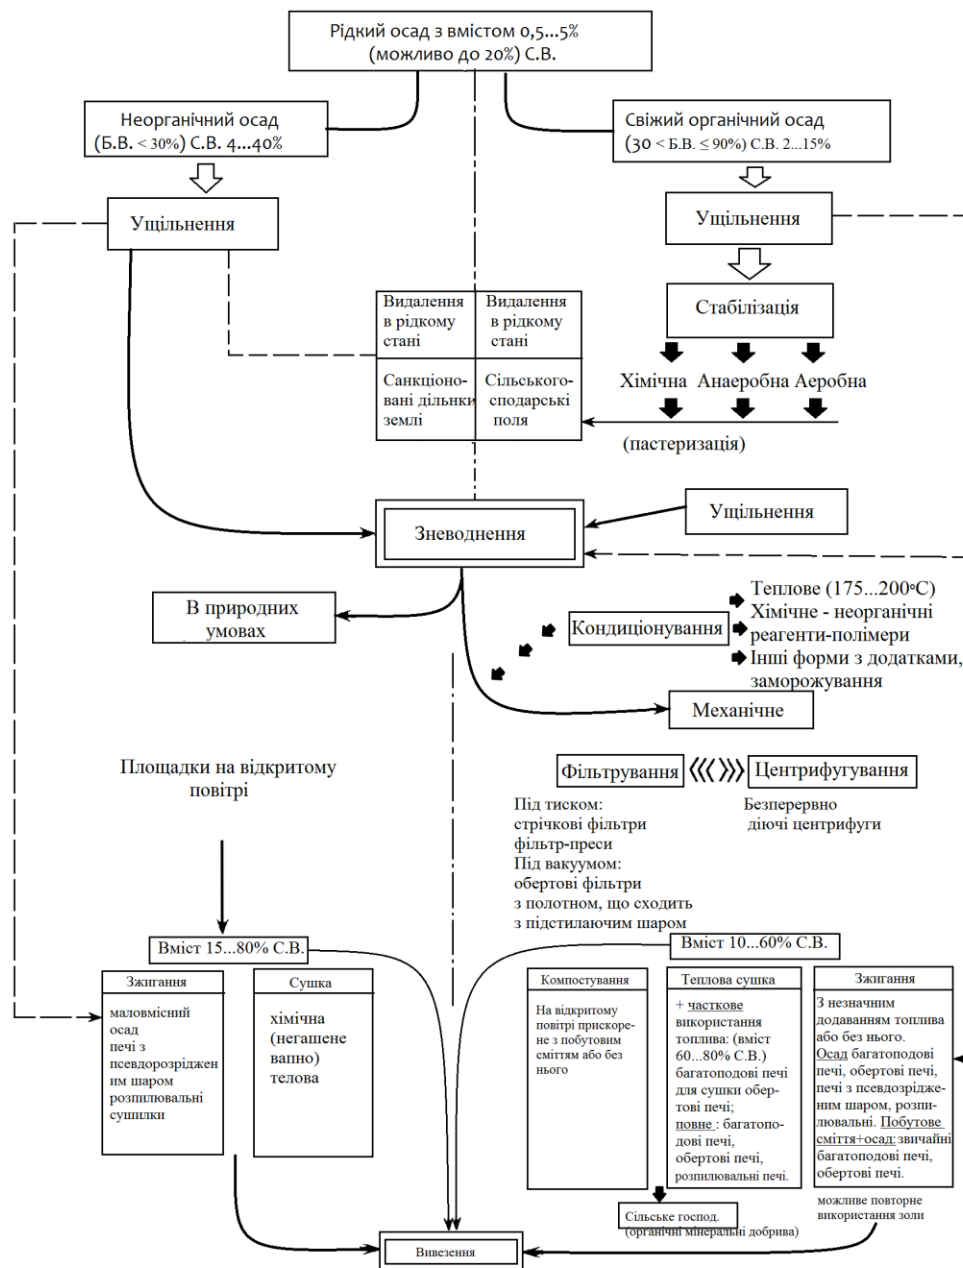 Рідкий осад з вмістом 0,5...5%
(можливо до 20%) С.В.
Неорганічний осад
(Б.В. < 30%) С.В. 4...40%
Свіжий органічний осад
(30 < Б.В. ≤ 90%) С.В. 2...15%
Ущільнення
Ущільнення
Стабілізація
Хімічна Анаеробна Аеробна
(пастеризація)
Видалення
в рідкому
стані
Видалення
в рідкому
стані
Санкціоно-
вані дільнки
землі
Сільського-
сподарські
поля
Зневоднення
Ущільнення
В природних
умовах
Кондиціонування
Теплове (175...200°С)
Хімічне - неорганічні
реагенти-полімери
Інші форми з додатками,
заморожування
Механічне
Площадки на відкритому
повітрі
Фільтрування
Центрифугування
Під тиском:
стрічкові фільтри
фільтр-преси
Під вакуумом:
обертові фільтри
з полотном, що сходить
з підстилаючим шаром
Безперервно
діючі центрифуги
Вміст 15...80% С.В.
Вміст 10...60% С.В.
Зжигання
маловмісний
осад
печі з
псевдорозріджен
им шаром
розпилювальні
сушилки
Сушка
хімічна
(негашене
вапно)
телова
Компостування
На відкритому
повітрі прискоре-
не з побутовим
сміттям або без
нього
Теплова сушка
+ часткове
використання
топлива: (вміст
60...80% С.В.)
багатоподові печі
для сушки обер-
тові печі;
повне : багатопо-
дові печі,
обертові печі,
розпилювальні печі.
Зжигання
З незначним
додаванням топлива
або без нього.
Осад багатоподові
печі, обертові печі,
печі з псевдозрідже-
ним шаром, розпи-
лювальні. Побутове
сміття+осад: звичайні
багатоподові печі,
обертові печі.
Сільське господ.
(органічні мінеральні добрива)
можливе повторне
використання золи
Вивезення